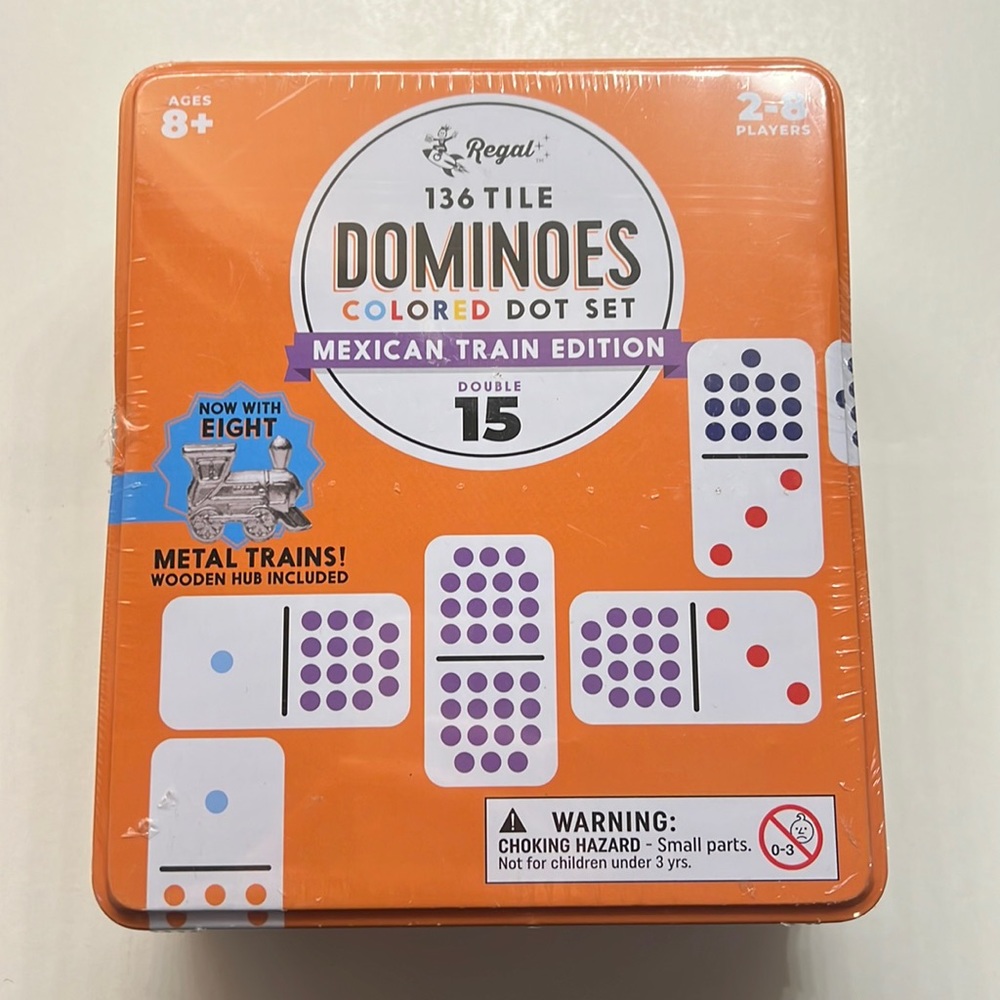 AGES
8+
2-8
PLAYERS
Regal™
136 TILE
DOMINOES
COLORED DOT SET
MEXICAN TRAIN EDITION
DOUBLE
15
NOW WITH
EIGHT
METAL TRAINS!
WOODEN HUB INCLUDED
WARNING:
CHOKING HAZARD - Small parts.
Not for children under 3 yrs.
0-3